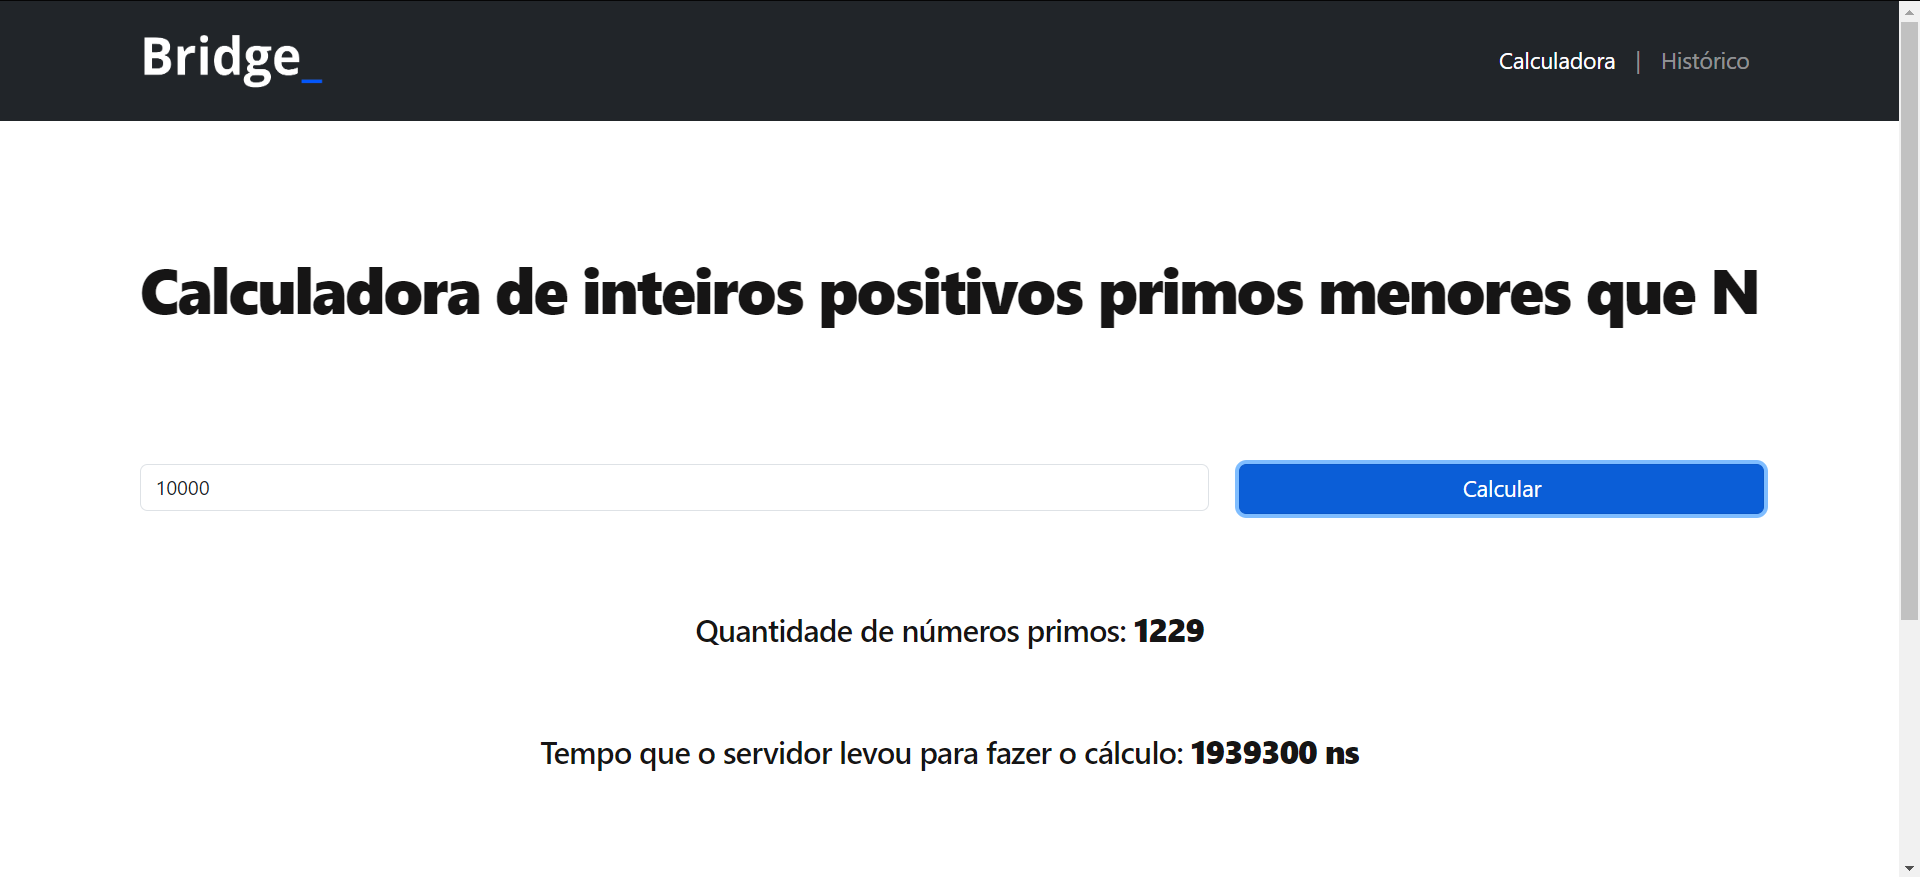 Bridge_
Calculadora | Histórico
Calculadora de inteiros positivos primos menores que N
10000
Calcular
Quantidade de números primos: 1229
Tempo que o servidor levou para fazer o cálculo: 1939300 ns